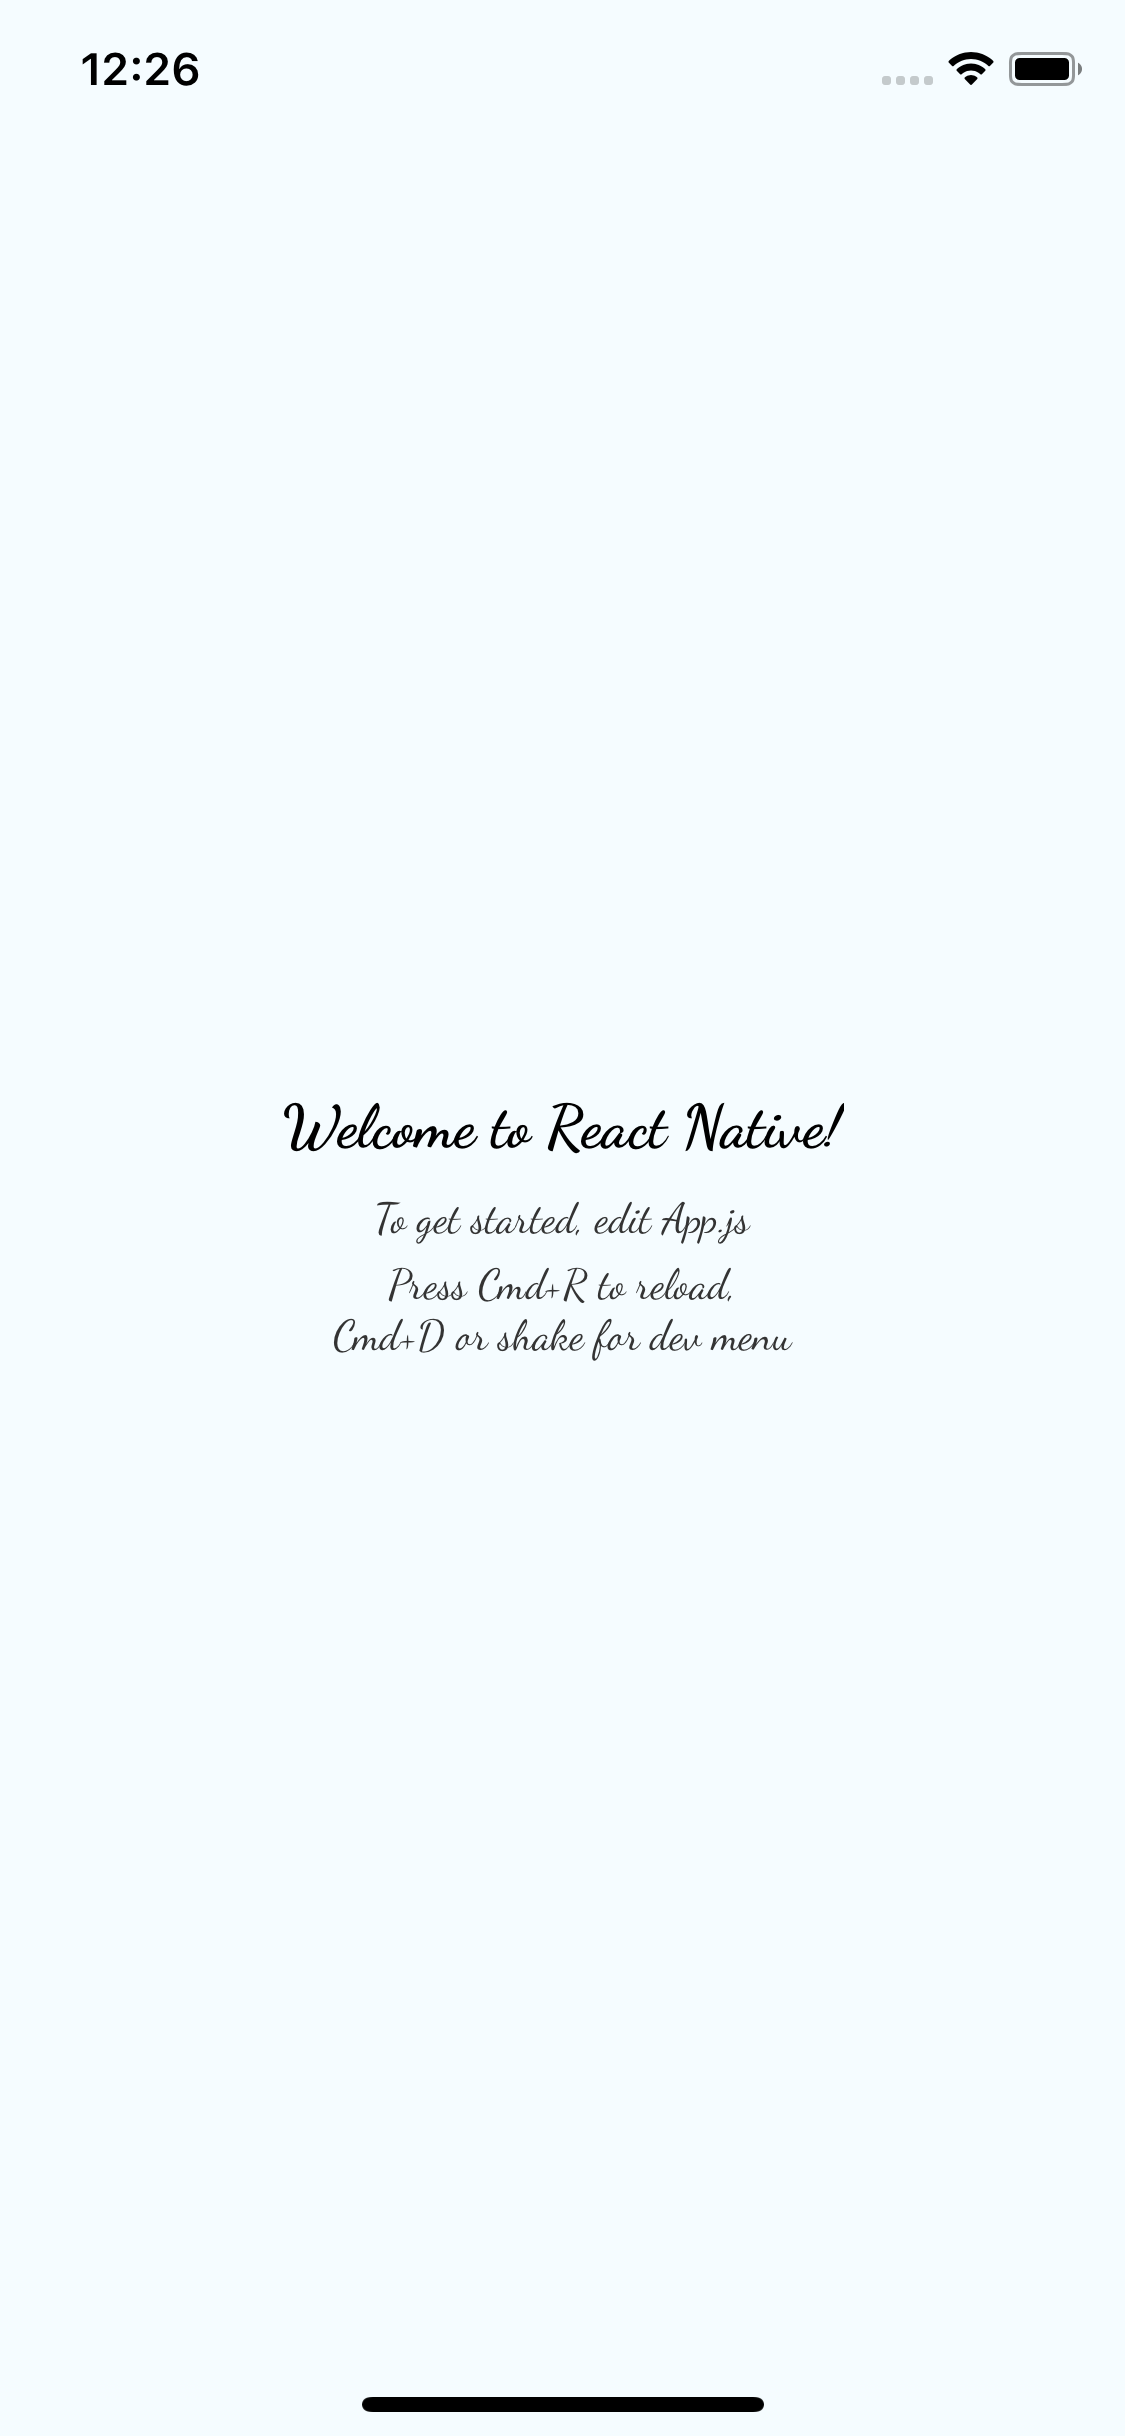 12:26
Welcome to React Native!
To get started, edit App.js
Press Cmd+R to reload,
Cmd+D or shake for dev menu